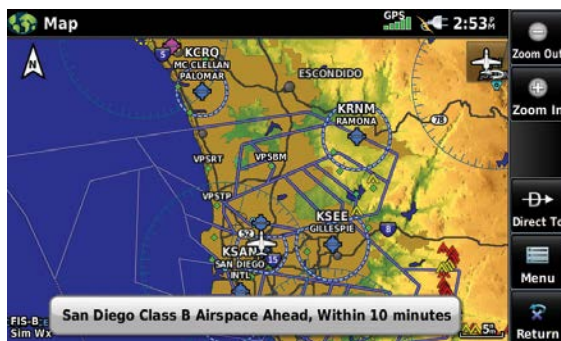 Map
GPS
2:53 PM
KCRQ
MC CLELLAN
PALOMAR
5
N
ESCONDIDO
KRNM
RAMONA
78
VPSRT
VPSBM
VPSTP
KSEE
GILLESPIE
8
52
KSAN
SAN DIEGO
INTL
15
San Diego Class B Airspace Ahead, Within 10 minutes
FIS-B
Sim Wx
Zoom Out
Zoom In
Direct To
Menu
Return